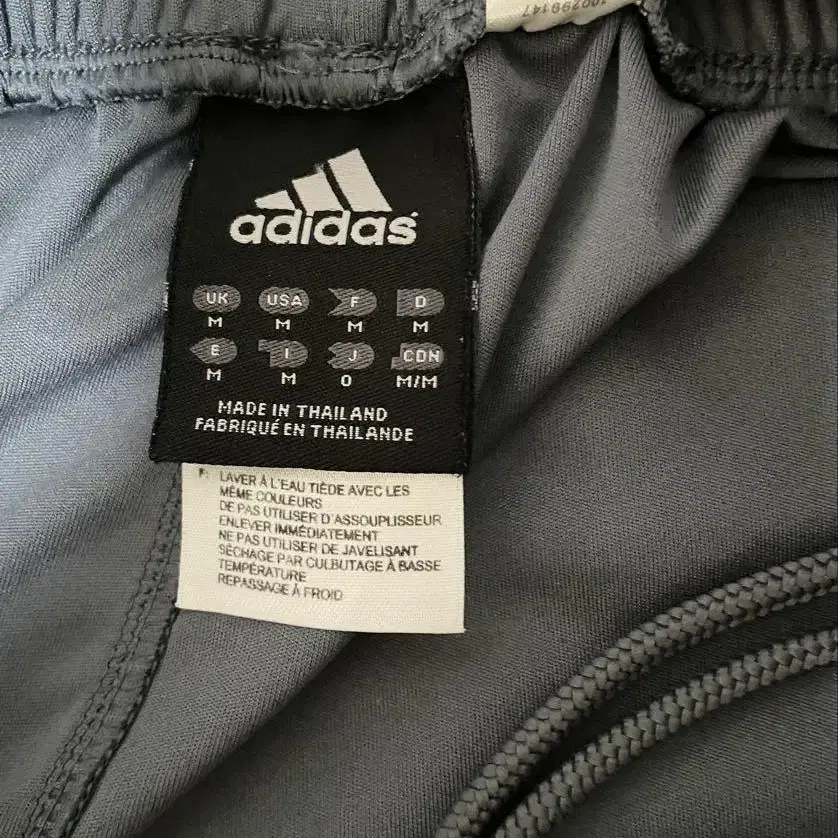 adidas
UK USA F D
M M M M
E I J CDN
M M O M/M
MADE IN THAILAND
FABRIQUÉ EN THAILANDE
F: LAVER À L'EAU TIÈDE AVEC LES
MÊME COULEURS
DE PAS UTILISER D'ASSOUPLISSEUR
ENLEVER IMMÉDIATEMENT
NE PAS UTILISER DE JAVELISANT
SÉCHAGE PAR CULBUTAGE À BASSE
TEMPÉRATURE
REPASSAGE À FROID